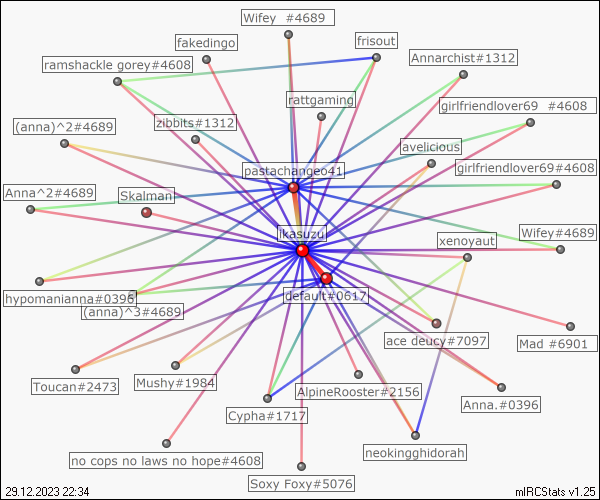 Wifey #4689
fakedingo
frisout
ramshackle gorey#4608
Annarchist#1312
rattgaming
girlfriendlover69 #4608
(anna)^2#4689
zibbits#1312
avelicious
pastachangeo41
girlfriendlover69#4608
Anna^2#4689
Skalman
ikasuzu
Wifey#4689
xenoyaut
hypomanianna#0396
default#0617
(anna)^3#4689
ace deucy#7097
Mad #6901
Toucan#2473
Mushy#1984
AlpineRooster#2156
Anna.#0396
Cypha#1717
neokingghidorah
no cops no laws no hope#4608
Soxy Foxy#5076
29.12.2023 22:34
mIRCStats v1.25